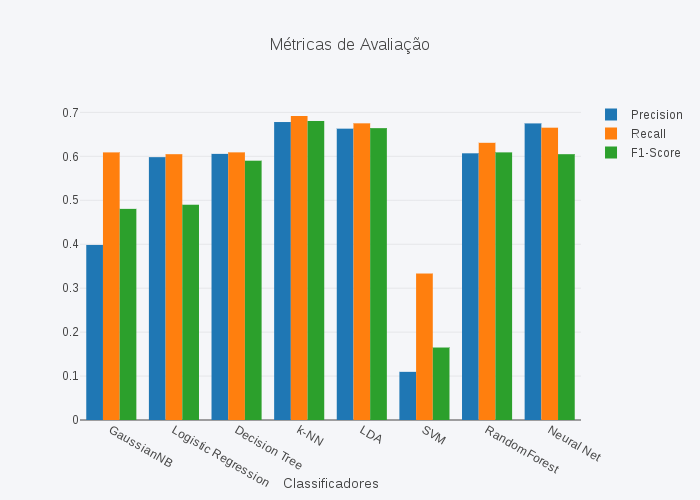 Métricas de Avaliação
Precision
Recall
F1-Score
0.7
0.6
0.5
0.4
0.3
0.2
0.1
0
GaussianNB
Logistic Regression
Decision Tree
k-NN
LDA
SVM
RandomForest
Neural Net
Classificadores